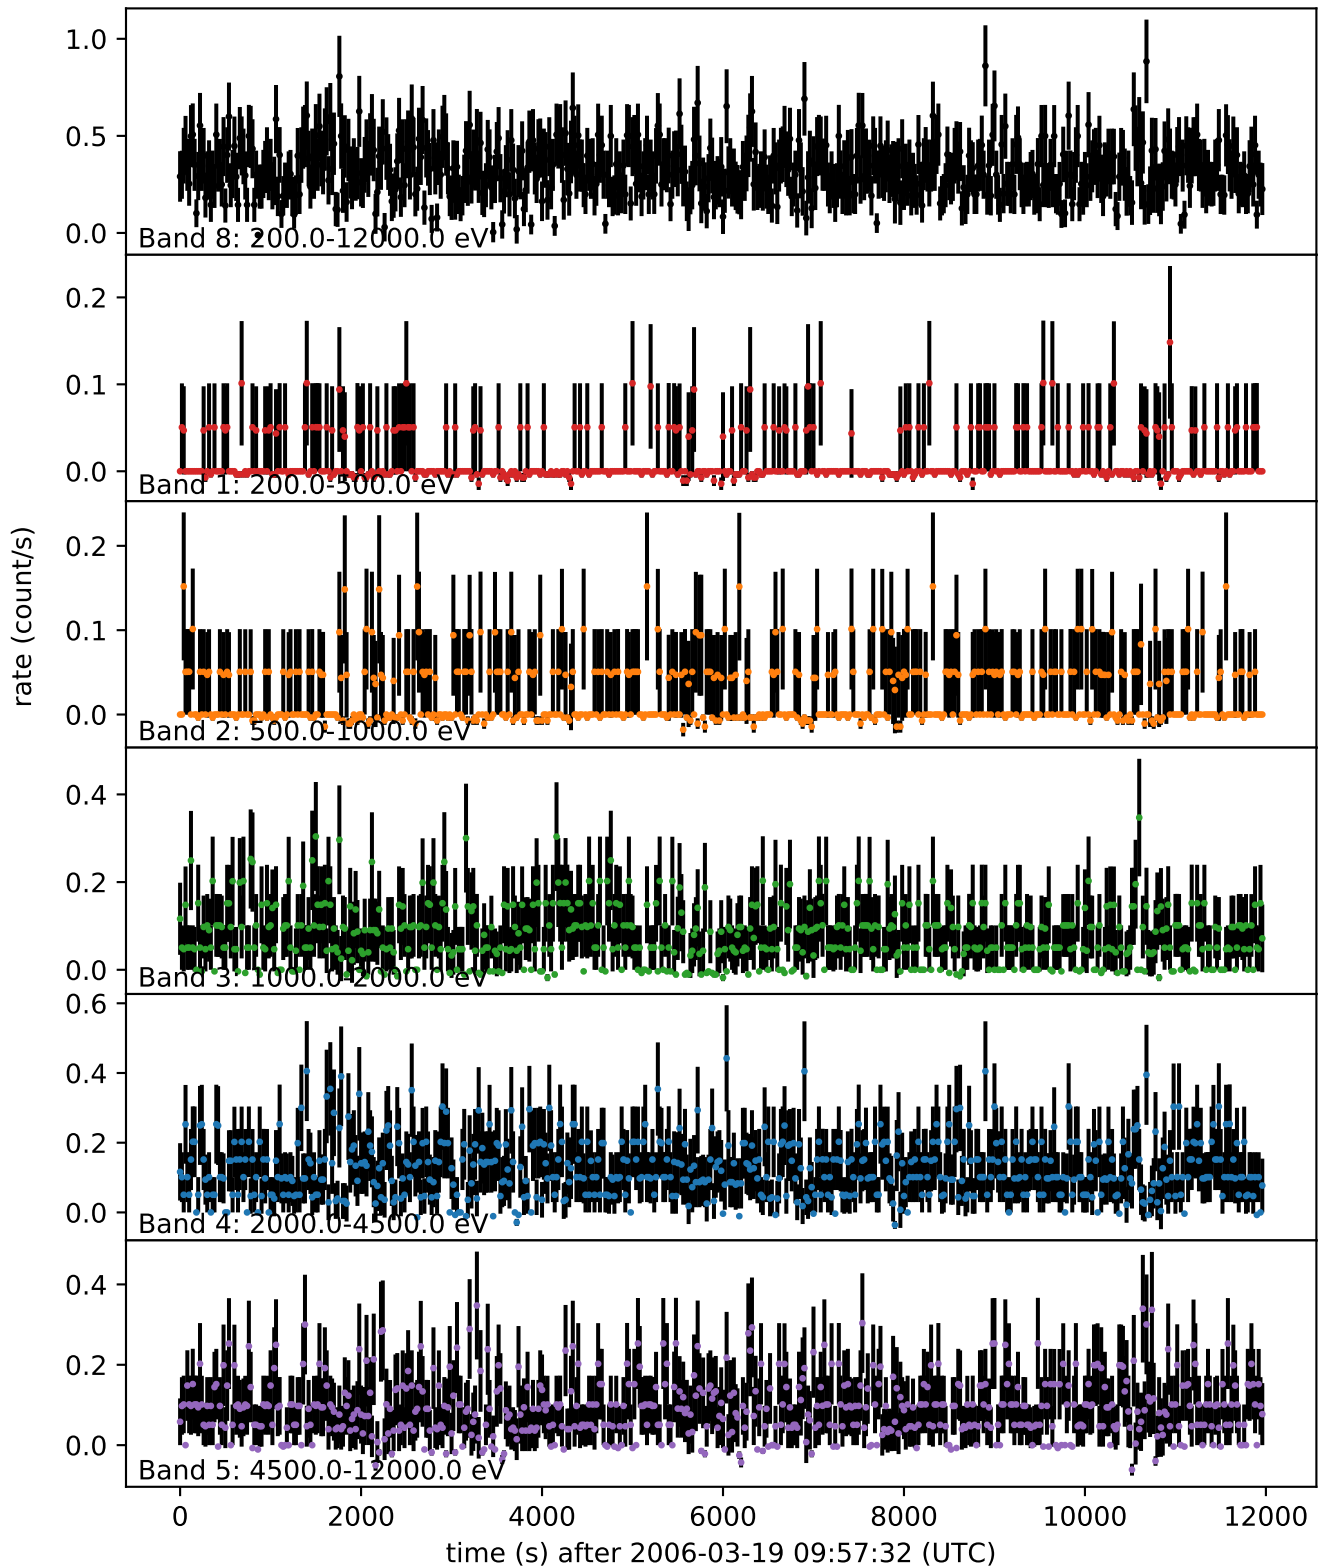 1.0
0.5
0.0
Band 8: 200.0-12000.0 eV
0.2
0.1
0.0
Band 1: 200.0-500.0 eV
0.2
0.1
0.0
Band 2: 500.0-1000.0 eV
rate (count/s)
0.4
0.2
0.0
Band 3: 1000.0-2000.0 eV
0.6
0.4
0.2
0.0
Band 4: 2000.0-4500.0 eV
0.4
0.2
0.0
Band 5: 4500.0-12000.0 eV
0 2000 4000 6000 8000 10000 12000
time (s) after 2006-03-19 09:57:32 (UTC)